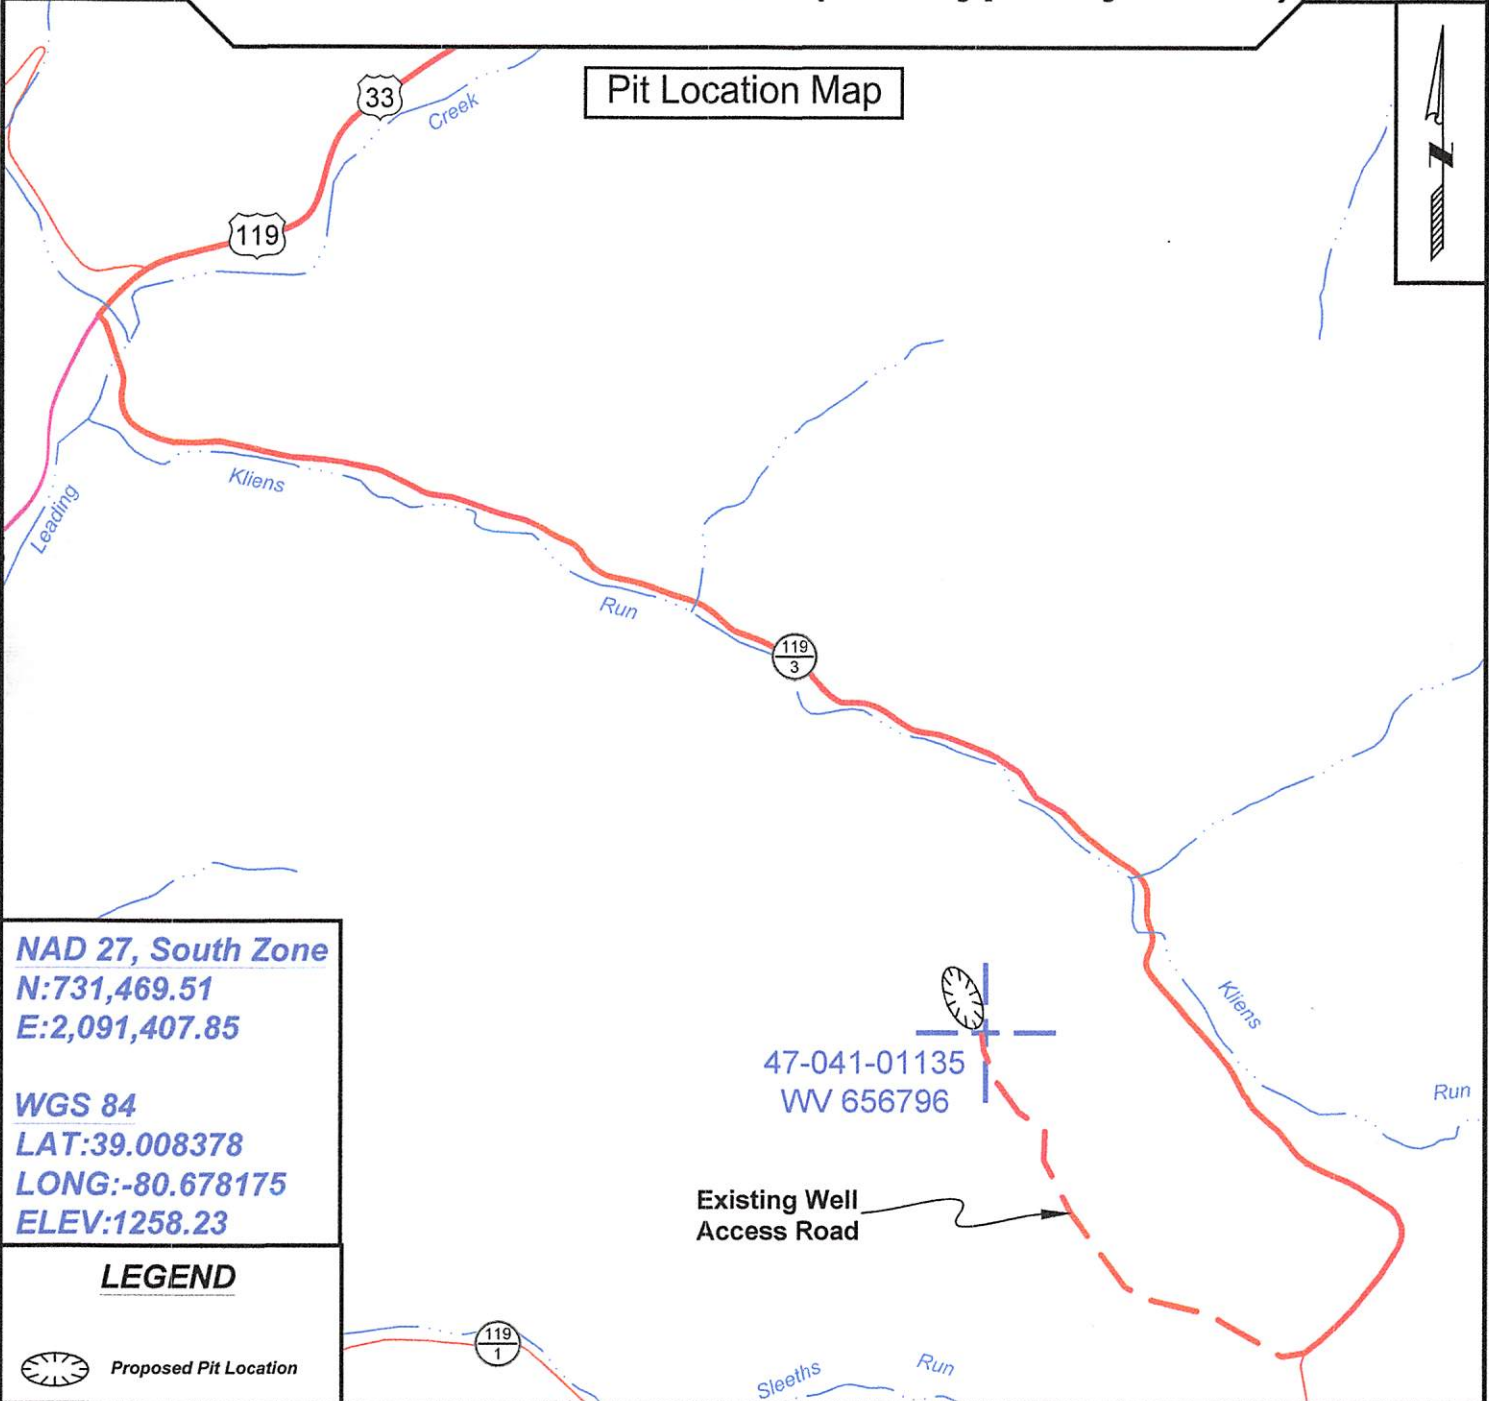 Pit Location Map
N
33
Creek
119
Kliens
Leading
Run
119
3
NAD 27, South Zone
N:731,469.51
E:2,091,407.85
WGS 84
LAT:39.008378
LONG:-80.678175
ELEV:1258.23
Kliens
47-041-01135
WV 656796
Run
Existing Well
Access Road
LEGEND
Proposed Pit Location
119
1
Sleeths
Run